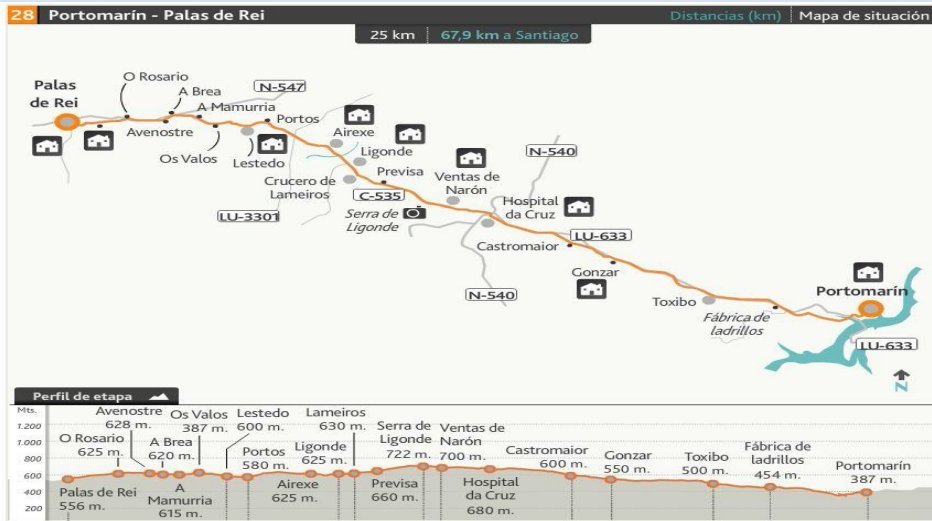 28 Portomarín - Palas de Rei
Distancias (km) Mapa de situación
25 km 67,9 km a Santiago
Palas
de Rei
O Rosario
A Brea
N-547
A Mamurria
Avenostre
Portos
Os Valos
Lestedo
Airexe
Ligonde
Crucero de
Lameiros
Previsa
C-535
LU-3301
Serra de
Ligonde
Ventas de
Narón
N-540
Hospital
da Cruz
LU-633
Castromaior
Gonzar
N-540
Toxibo
Fábrica de
ladrillos
Portomarín
LU-633
N
Perfil de etapa
Mts.
1.200
1.000
800
600
400
200
Palas de Rei
556 m.
O Rosario
625 m.
Avenostre
628 m.
A Brea
620 m.
A
Mamurria
615 m.
Os Valos
387 m.
Lestedo
600 m.
Portos
580 m.
Airexe
625 m.
Ligonde
625 m.
Lameiros
630 m.
Previsa
660 m.
Serra de
Ligonde
722 m.
Ventas de
Narón
700 m.
Hospital
da Cruz
680 m.
Castromaior
600 m.
Gonzar
550 m.
Toxibo
500 m.
Fábrica de
ladrillos
454 m.
Portomarín
387 m.